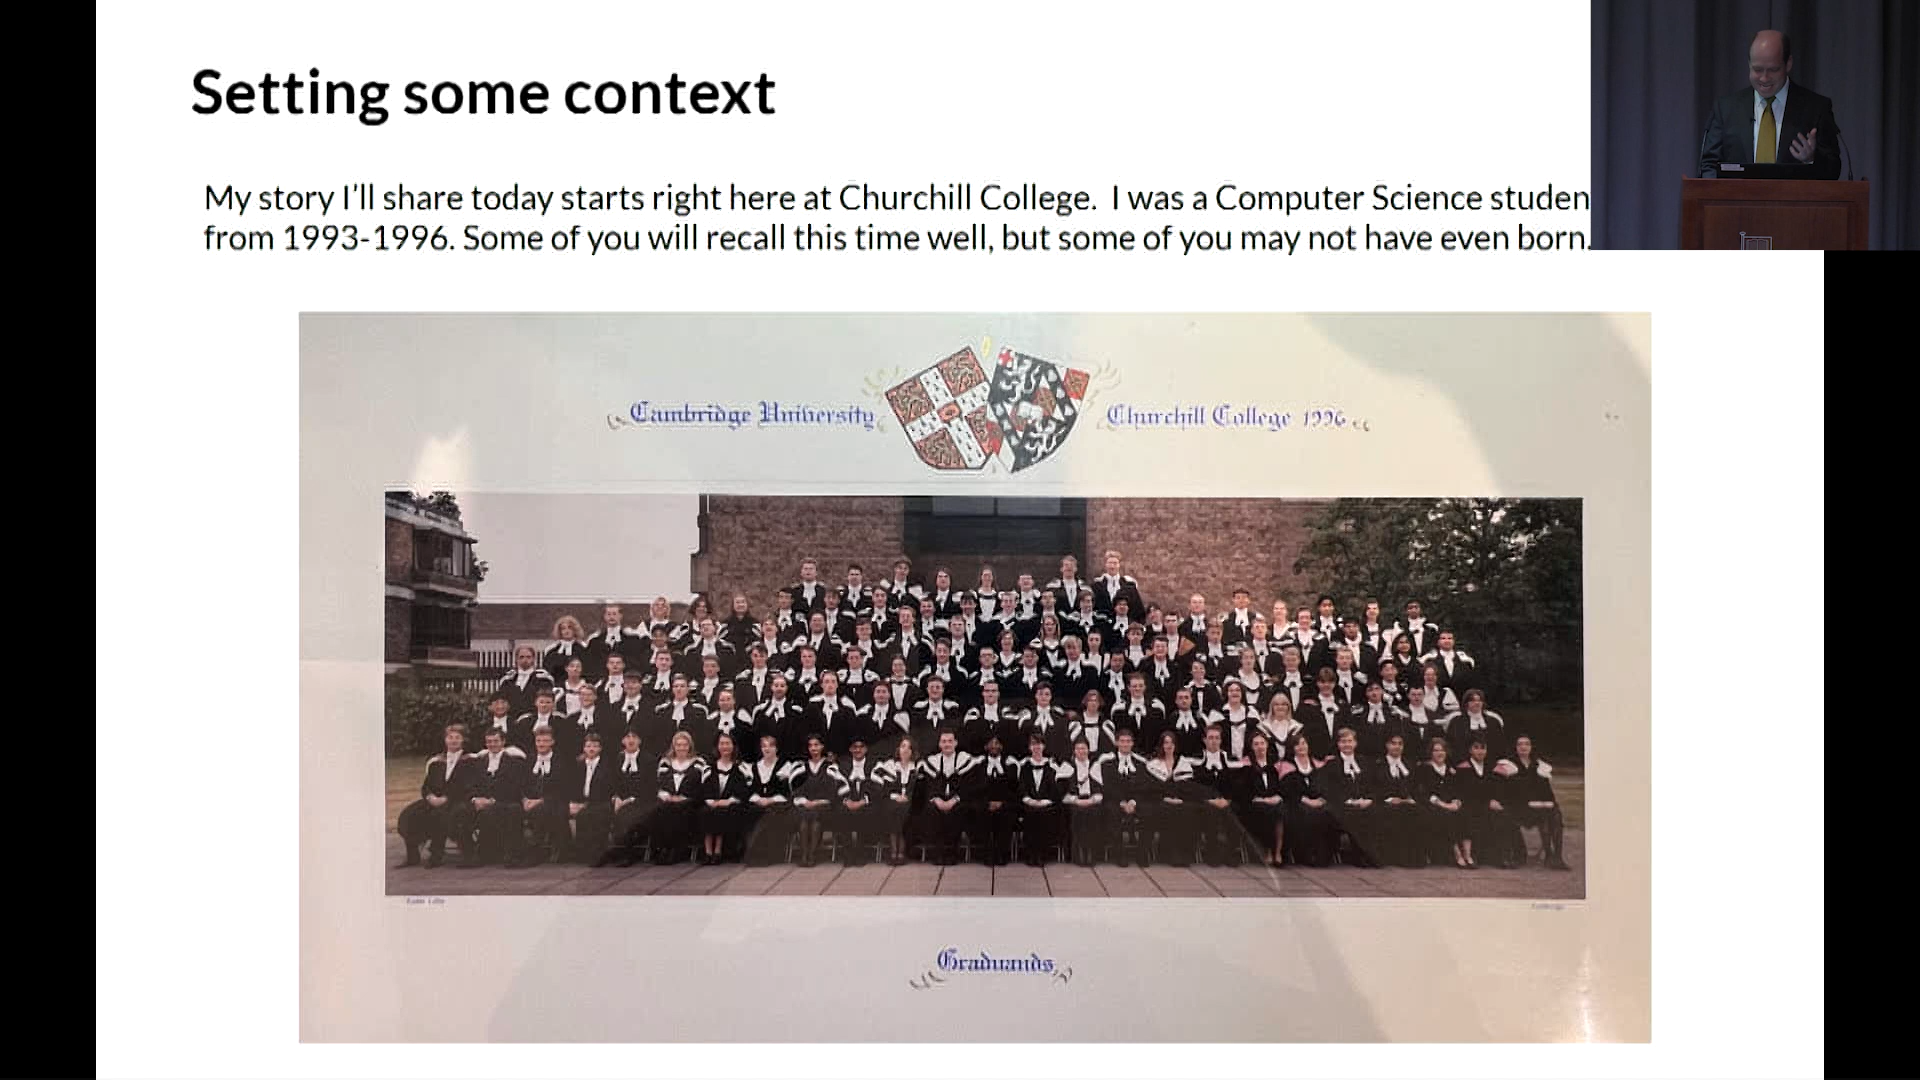 Setting some context
My story I'll share today starts right here at Churchill College. I was a Computer Science studen
from 1993-1996. Some of you will recall this time well, but some of you may not have even born.
Cambridge University
Churchill College 1996
Graduands